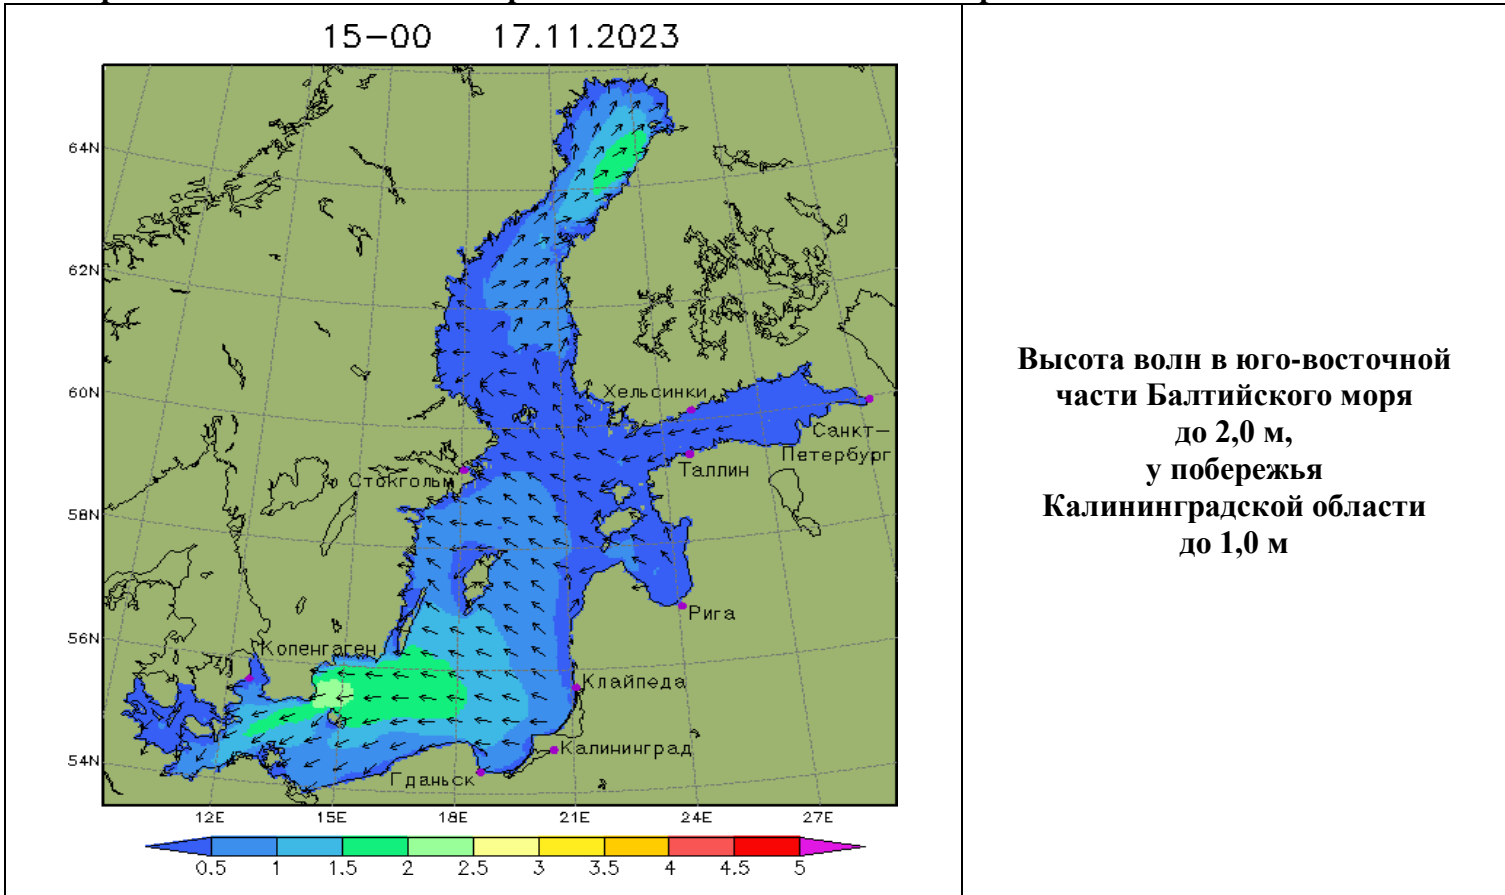 15-00 17.11.2023
64N
62N
60N
58N
56N
54N
Хельсинки
Санкт-
Петербург
Таллин
Стокгольм
Рига
Копенгаген
Клайпеда
Калининград
Гданьск
12E 15E 18E 21E 24E 27E
0.5 1 1.5 2 2.5 3 3.5 4 4.5 5
Высота волн в юго-восточной
части Балтийского моря
до 2,0 м,
у побережья
Калининградской области
до 1,0 м